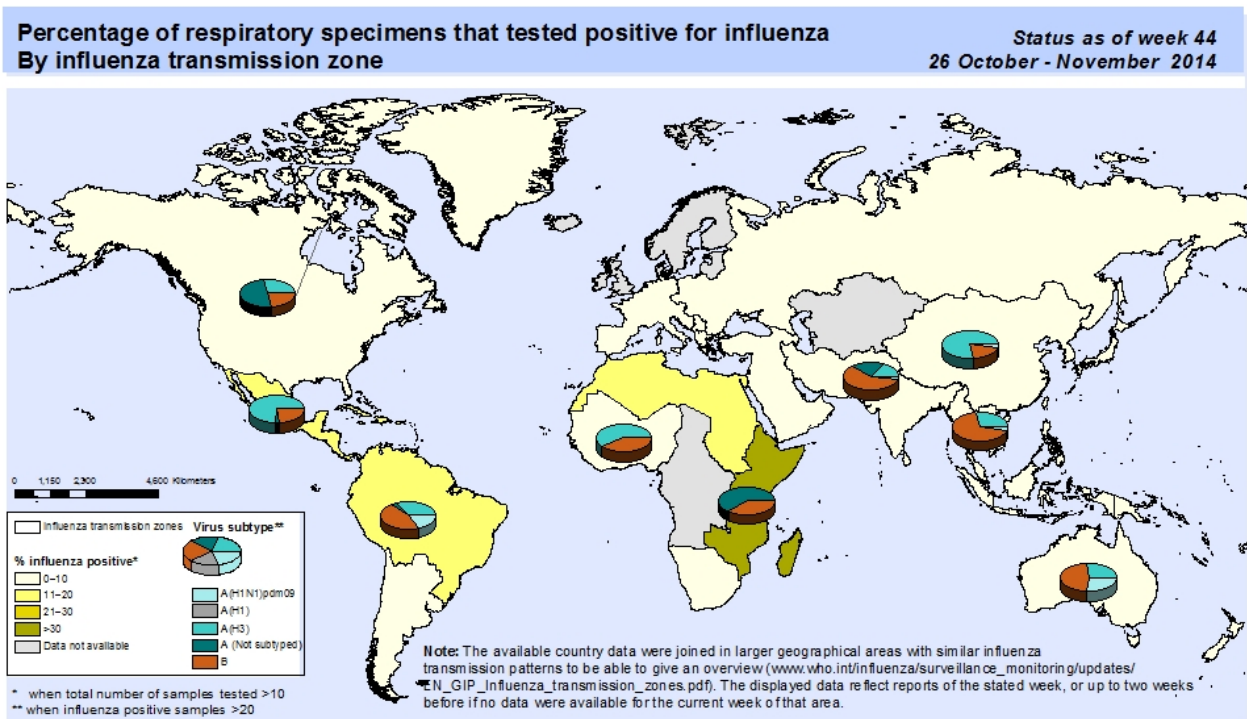 Percentage of respiratory specimens that tested positive for influenza
By influenza transmission zone
Status as of week 44
26 October - November 2014
0 1,150 2,300 4,600 Kilometers
Influenza transmission zones
% influenza positive*
0–10
11–20
21–30
>30
Data not available
Virus subtype**
A(H1N1)pdm09
A(H1)
A(H3)
A (Not subtyped)
B
* when total number of samples tested >10
** when influenza positive samples >20
Note: The available country data were joined in larger geographical areas with similar influenza
transmission patterns to be able to give an overview (www.who.int/influenza/surveillance_monitoring/updates/
EN_GIP_Influenza_transmission_zones.pdf). The displayed data reflect reports of the stated week, or up to two weeks
before if no data were available for the current week of that area.